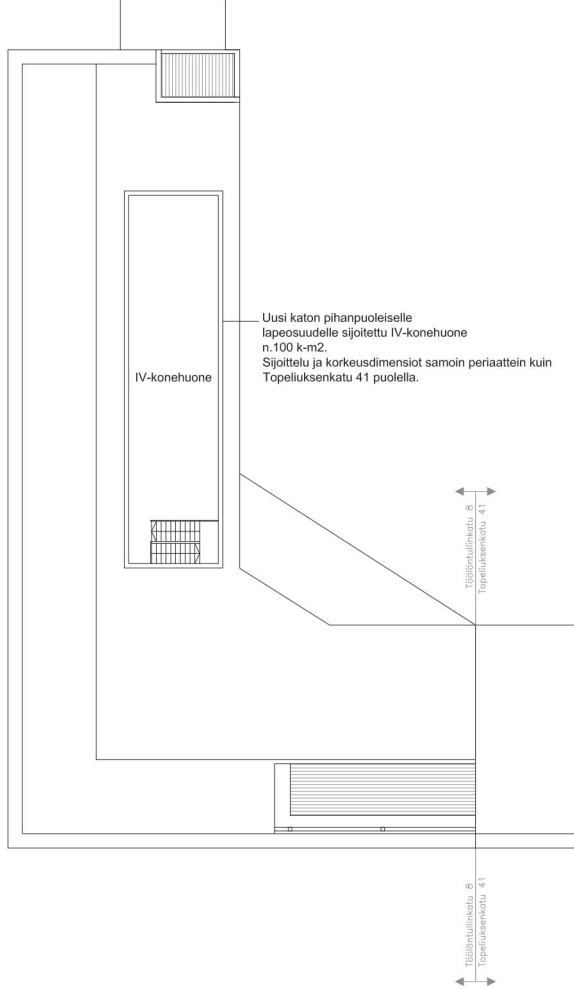 Uusi katon pihanpuoleiselle
lapeosuudelle sijoitettu IV-konehuone
n.100 k-m2.
Sijoittelu ja korkeusdimensiot samoin periaattein kuin
Topeliuksenkatu 41 puolella.
IV-konehuone
Töölöntullinkatu 8
Topeliuksenkatu 41
Töölöntullinkatu 8
Topeliuksenkatu 41